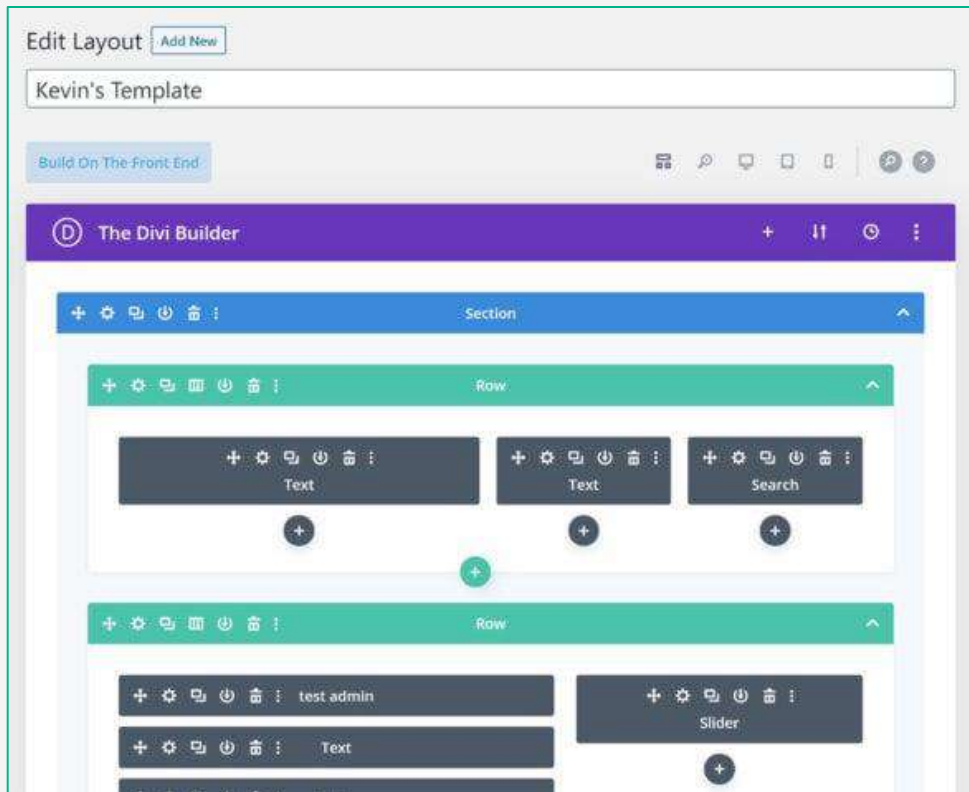 Edit Layout Add New
Kevin's Template
Build On The Front End
D The Divi Builder
Section
Row
Text Text Search
Row
test admin
Slider
Text